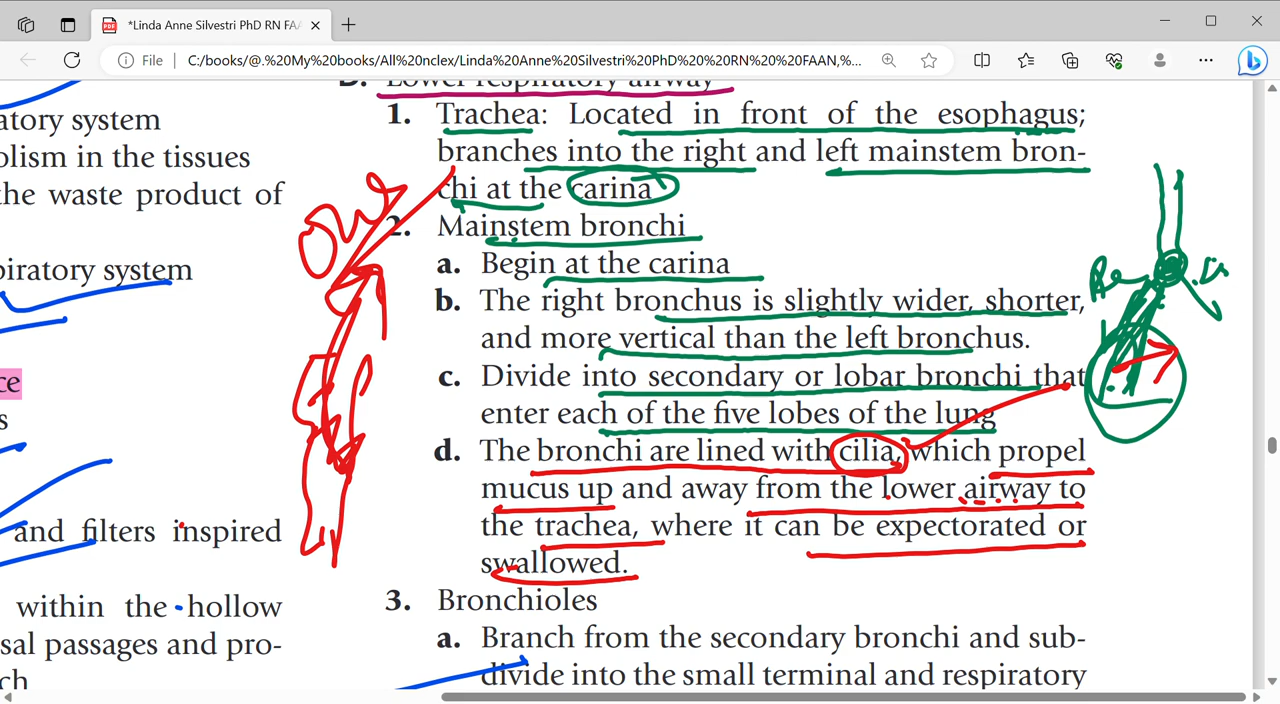 *Linda Anne Silvestri PhD RN FAA
File
C:/books/@.%20My%20books/All%20nclex/Linda%20Anne%20Silvestri%20PhD%20%20RN%20%20FAAN,%...
atory system
olism in the tissues
the waste product of
piratory system
ce
s
and filters inspired
within the hollow
sal passages and pro-
ch
D. Lower respiratory airway
1. Trachea: Located in front of the esophagus;
branches into the right and left mainstem bron-
chi at the carina
2. Mainstem bronchi
a. Begin at the carina
b. The right bronchus is slightly wider, shorter,
and more vertical than the left bronchus.
c. Divide into secondary or lobar bronchi that
enter each of the five lobes of the lung
d. The bronchi are lined with cilia, which propel
mucus up and away from the lower airway to
the trachea, where it can be expectorated or
swallowed.
3. Bronchioles
a. Branch from the secondary bronchi and sub-
divide into the small terminal and respiratory